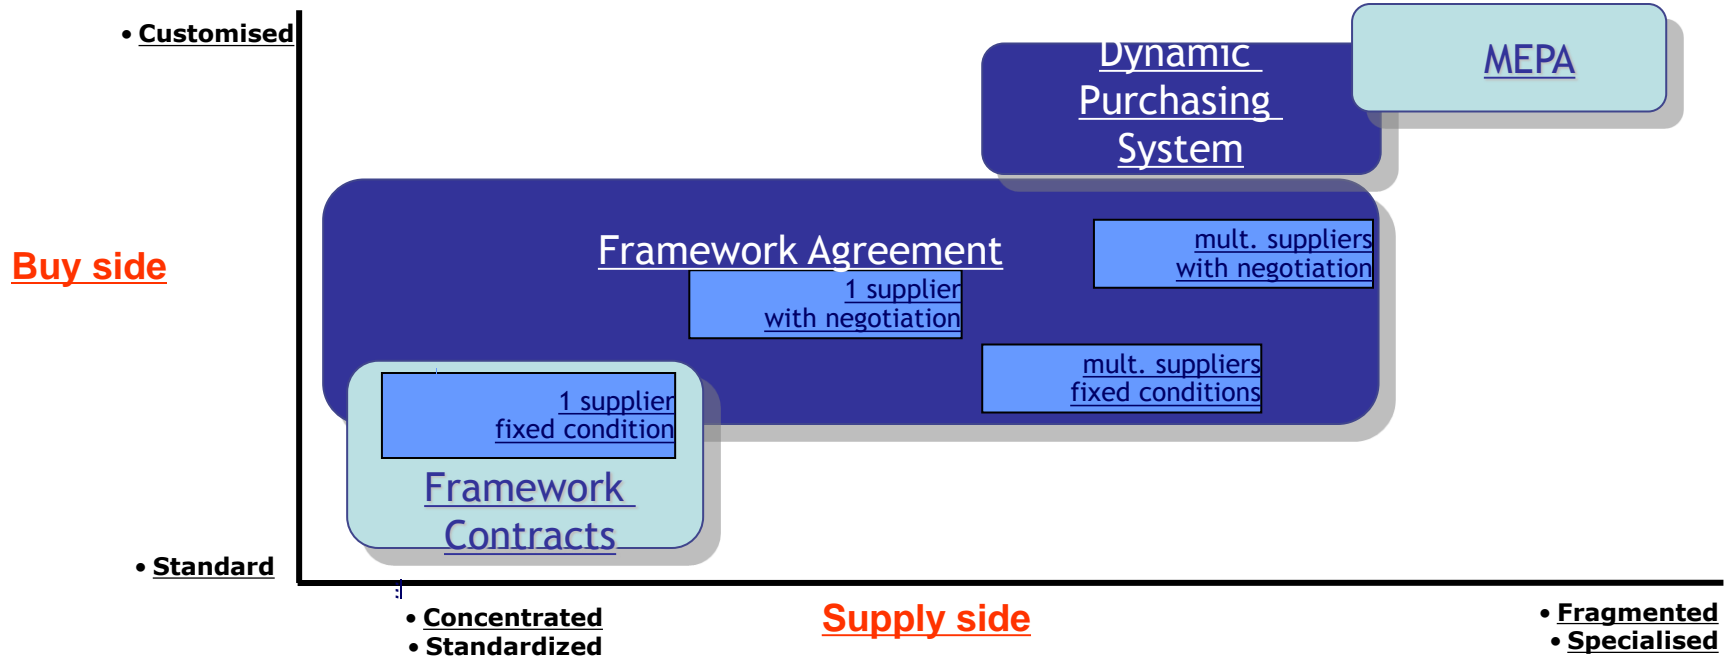 • Customised
Dynamic
Purchasing
System
MEPA
Buy side
Framework Agreement
mult. suppliers
with negotiation
1 supplier
with negotiation
mult. suppliers
fixed conditions
1 supplier
fixed condition
Framework
Contracts
• Standard
• Concentrated
• Standardized
Supply side
• Fragmented
• Specialised